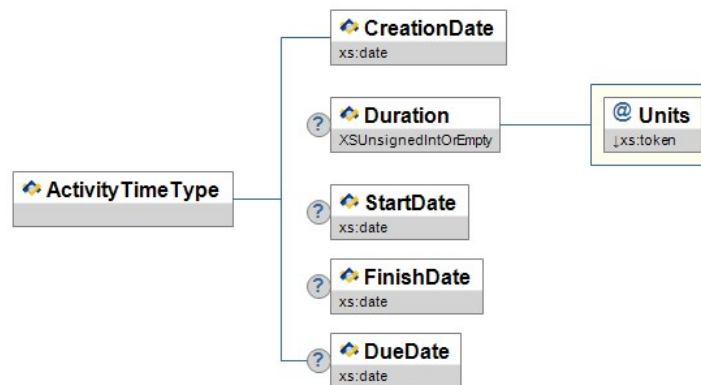 CreationDate
xs:date
? Duration
XSUnsignedIntOrEmpty
@ Units
↓xs:token
ActivityTimeType
? StartDate
xs:date
? FinishDate
xs:date
? DueDate
xs:date